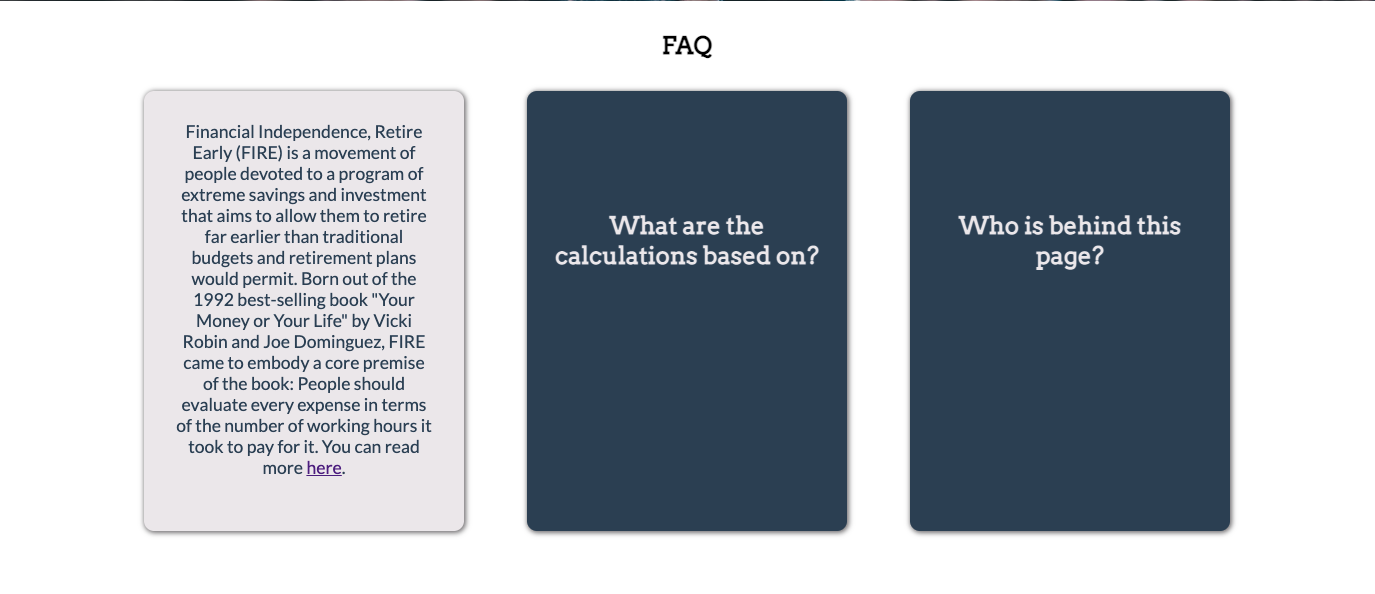 FAQ
Financial Independence, Retire
Early (FIRE) is a movement of
people devoted to a program of
extreme savings and investment
that aims to allow them to retire
far earlier than traditional
budgets and retirement plans
would permit. Born out of the
1992 best-selling book "Your
Money or Your Life" by Vicki
Robin and Joe Dominguez, FIRE
came to embody a core premise
of the book: People should
evaluate every expense in terms
of the number of working hours it
took to pay for it. You can read
more here.
What are the
calculations based on?
Who is behind this
page?